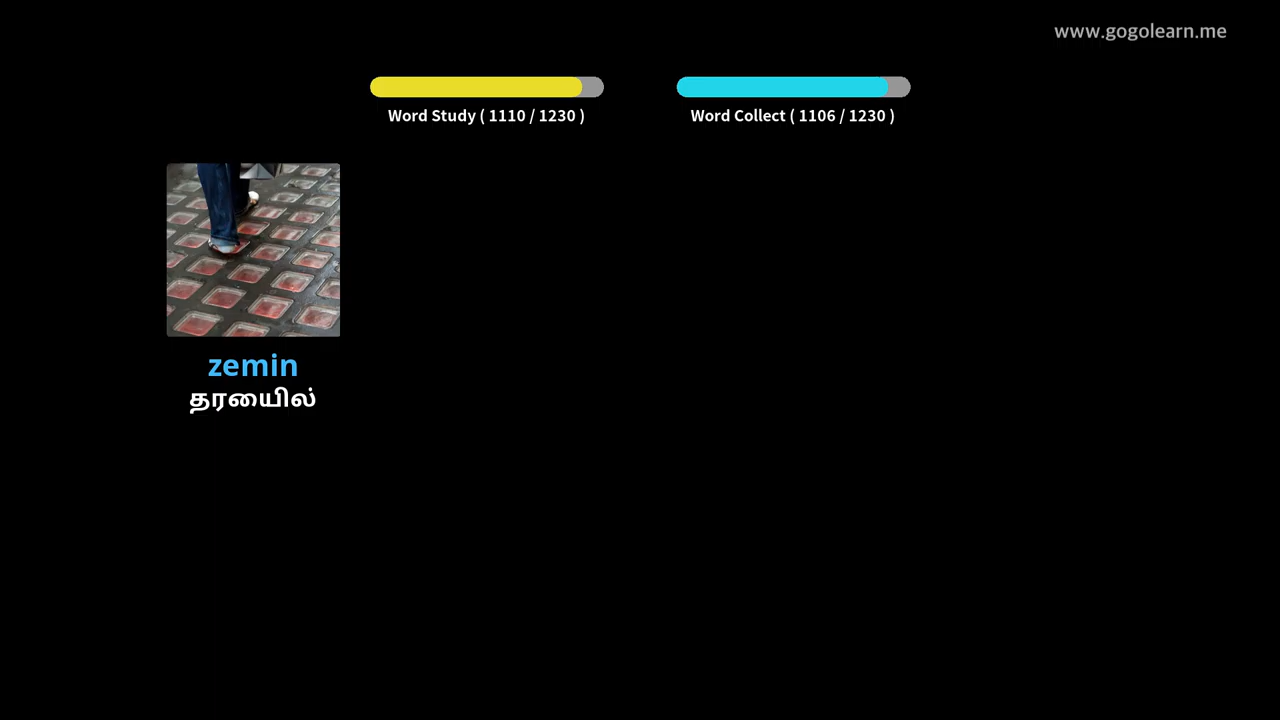 www.gogolearn.me
Word Study ( 1110 / 1230 )
Word Collect ( 1106 / 1230 )
zemin
தரையில்